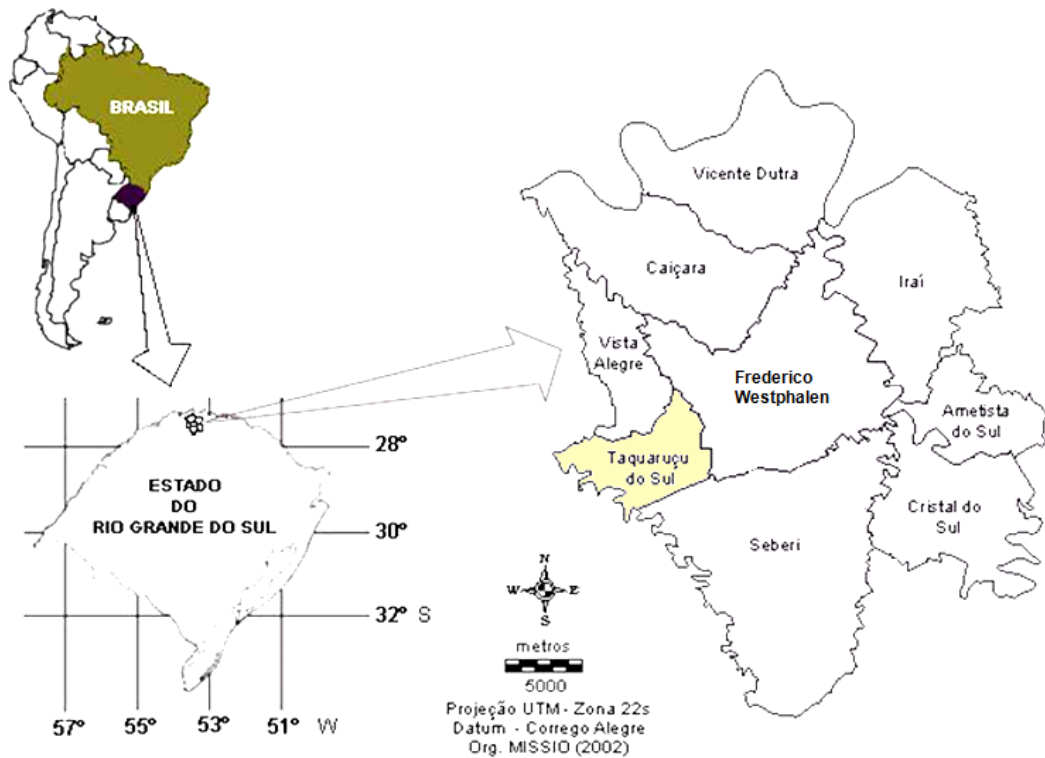 BRASIL
Vicente Dutra
Caiçara
Iraí
Vista
Alegre
Frederico
Westphalen
Ametista
do Sul
Taquaruçu
do Sul
Cristal do
Sul
Seberi
28º
ESTADO
DO
RIO GRANDE DO SUL
30º
32º S
57º 55º 53º 51º W
N
W E
S
metros
5000
Projeção UTM - Zona 22s
Datum - Corrego Alegre
Org. MISSIO (2002)